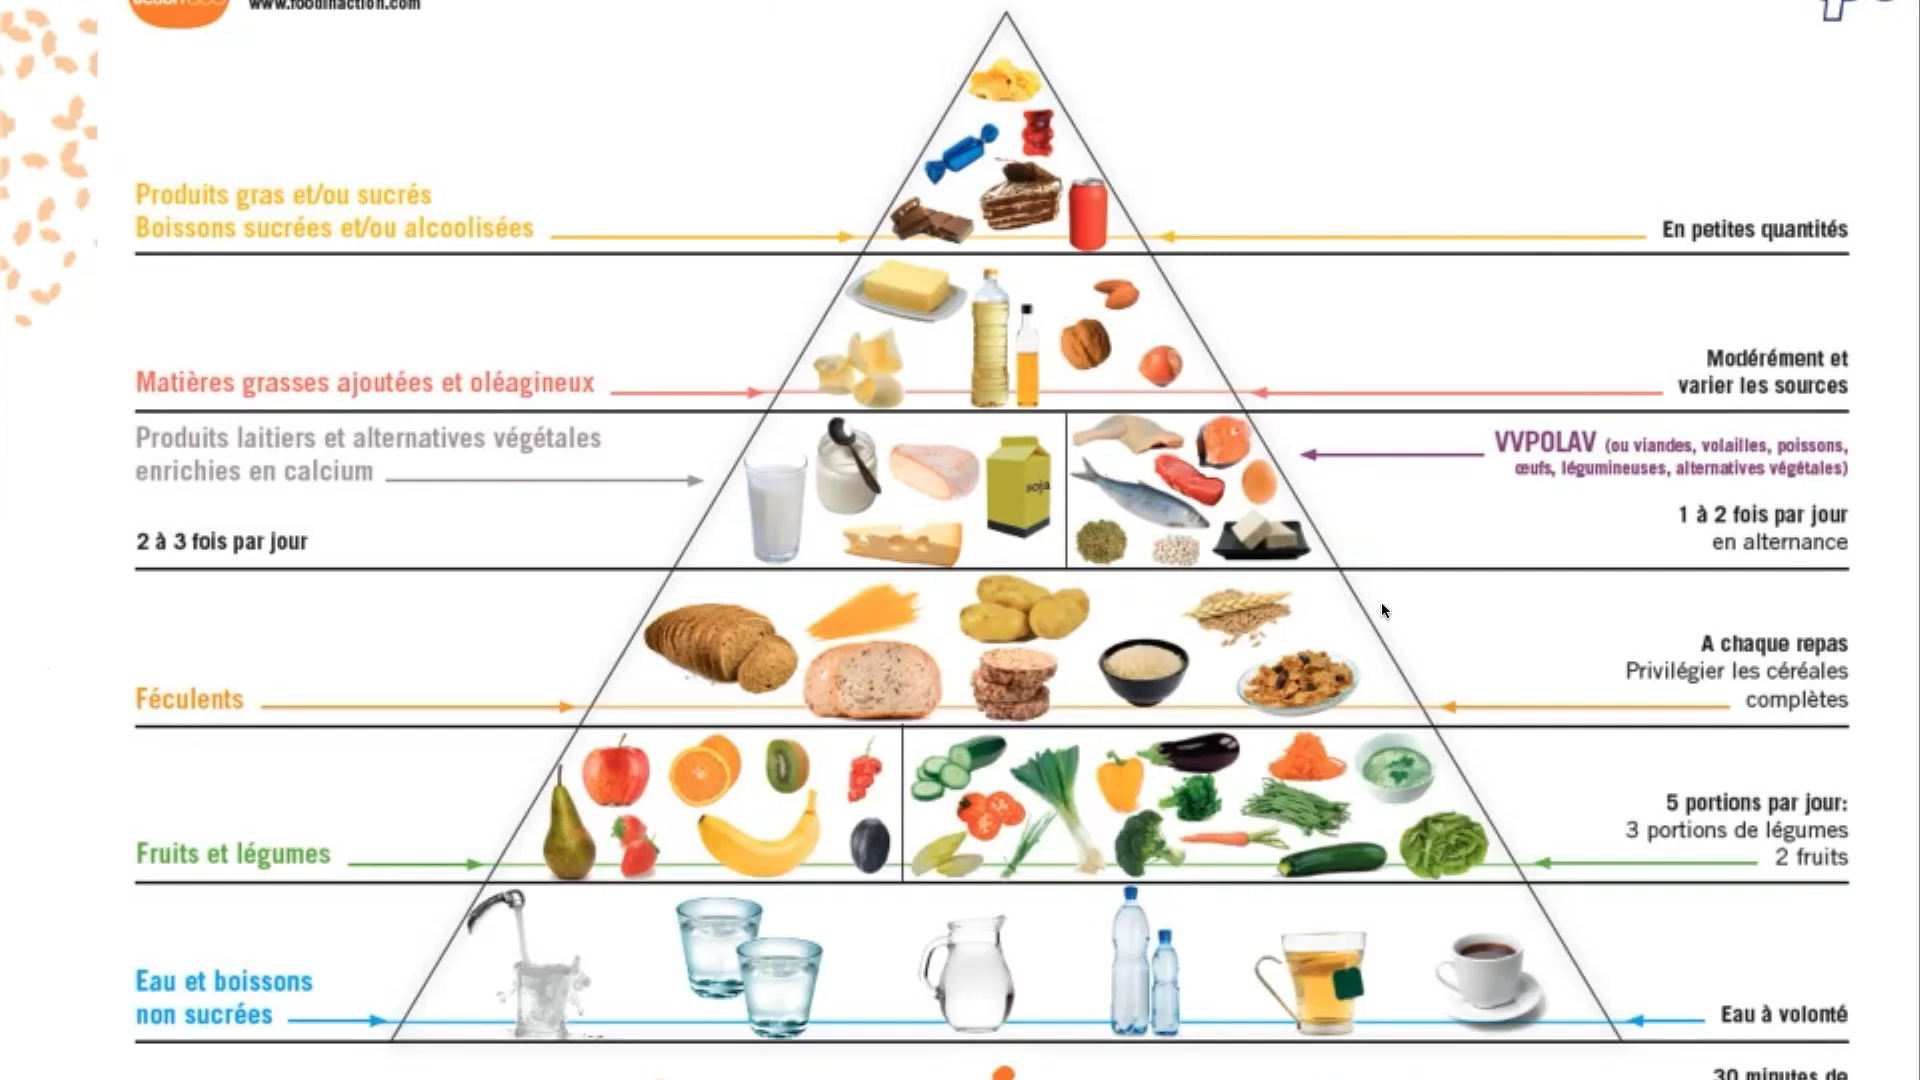 www.foodinaction.com
Produits gras et/ou sucrés
Boissons sucrées et/ou alcoolisées
En petites quantités
Matières grasses ajoutées et oléagineux
Modérément et
varier les sources
Produits laitiers et alternatives végétales
enrichies en calcium
2 à 3 fois par jour
soja
VVPOLAV (ou viandes, volailles, poissons,
œufs, légumineuses, alternatives végétales)
1 à 2 fois par jour
en alternance
Féculents
A chaque repas
Privilégier les céréales
complètes
Fruits et légumes
5 portions par jour:
3 portions de légumes
2 fruits
Eau et boissons
non sucrées
Eau à volonté
30 minutes de